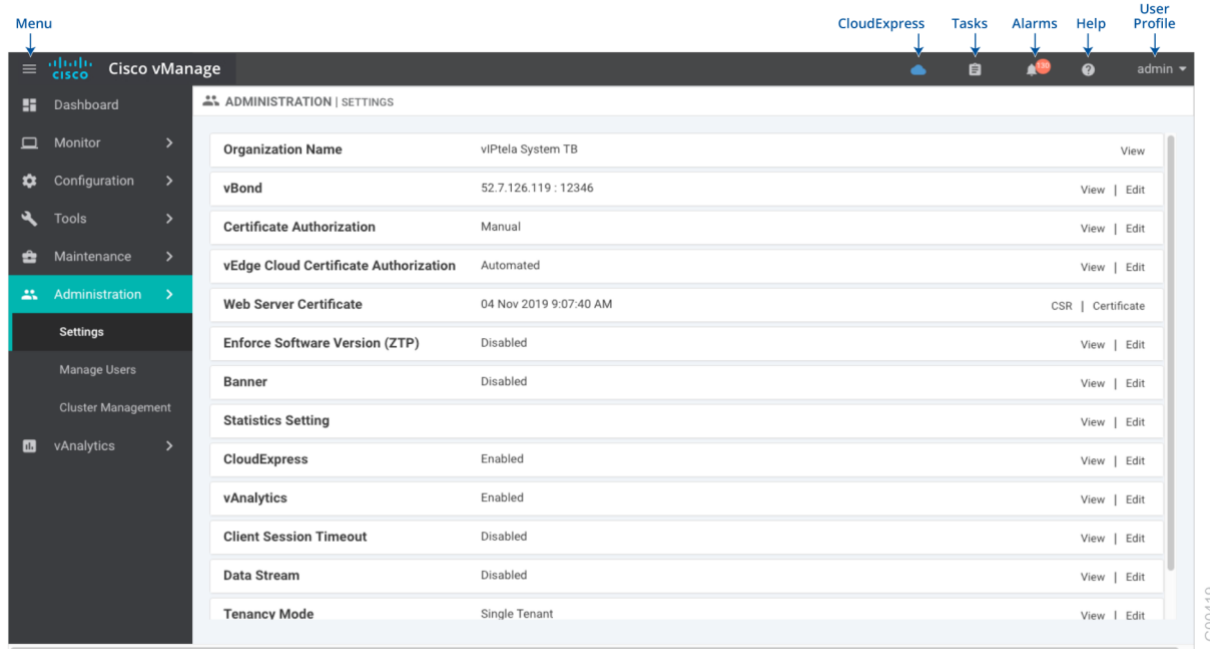 Menu
CloudExpress Tasks Alarms Help User Profile
cisco Cisco vManage 130 admin
Dashboard
ADMINISTRATION | SETTINGS
Monitor
Organization Name vIPtela System TB View
Configuration
vBond 52.7.126.119 : 12346 View | Edit
Tools
Certificate Authorization Manual View | Edit
Maintenance
vEdge Cloud Certificate Authorization Automated View | Edit
Administration
Web Server Certificate 04 Nov 2019 9:07:40 AM CSR | Certificate
Settings
Enforce Software Version (ZTP) Disabled View | Edit
Manage Users
Banner Disabled View | Edit
Cluster Management
Statistics Setting View | Edit
vAnalytics
CloudExpress Enabled View | Edit
vAnalytics Enabled View | Edit
Client Session Timeout Disabled View | Edit
Data Stream Disabled View | Edit
Tenancy Mode Single Tenant View | Edit